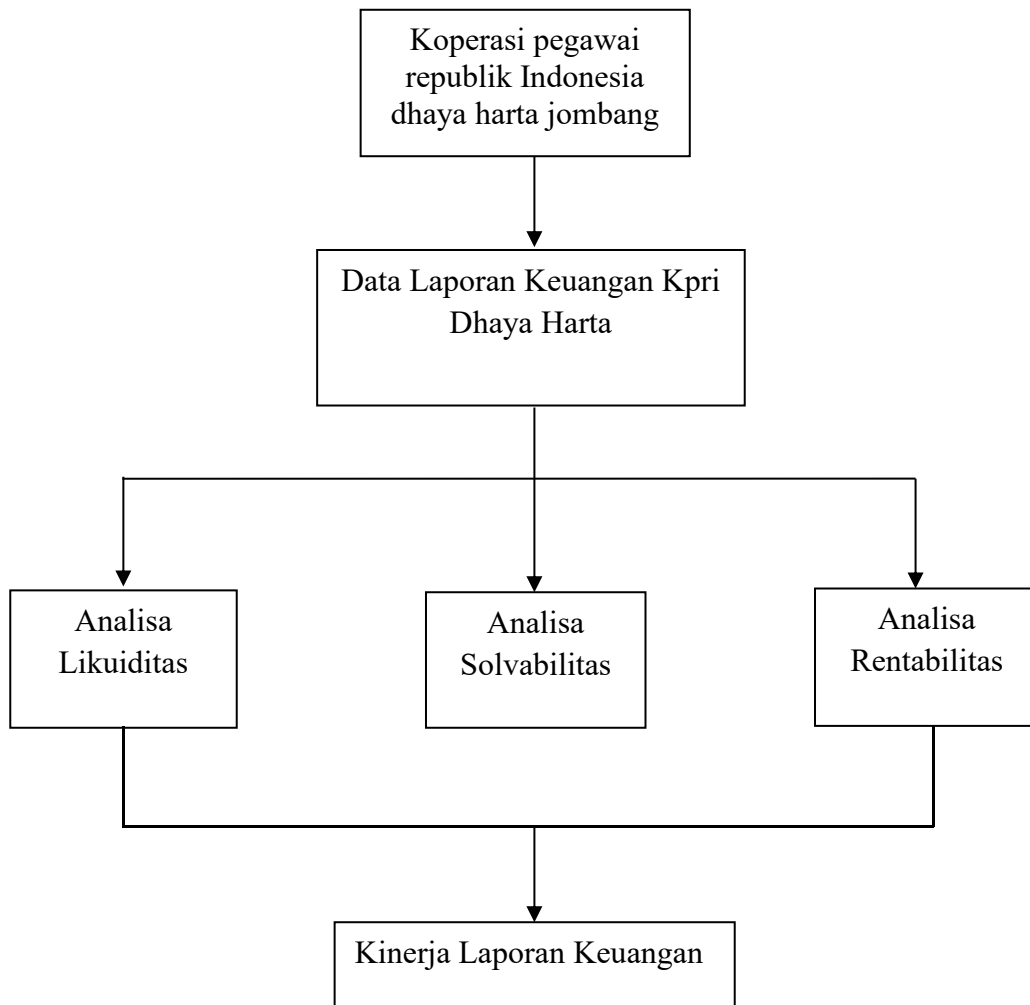 Koperasi pegawai
republik Indonesia
dhaya harta jombang
Data Laporan Keuangan Kpri
Dhaya Harta
Analisa
Likuiditas
Analisa
Solvabilitas
Analisa
Rentabilitas
Kinerja Laporan Keuangan